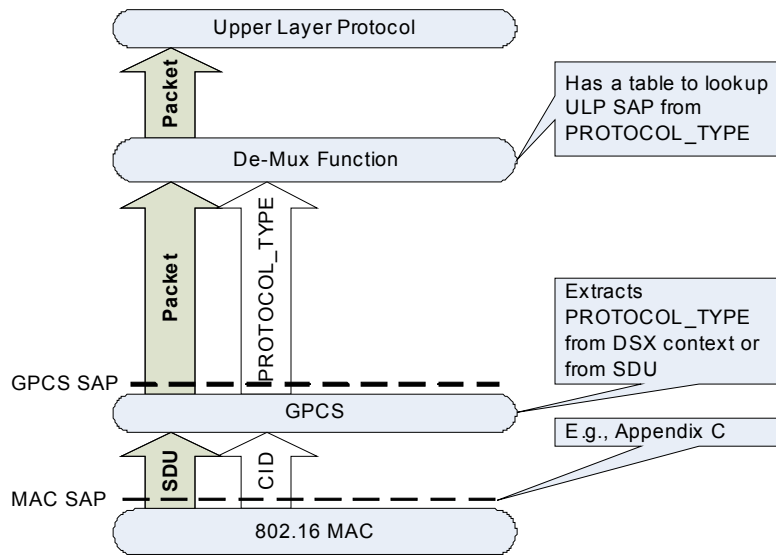 Upper Layer Protocol
Packet
Has a table to lookup
ULP SAP from
PROTOCOL_TYPE
De-Mux Function
Packet
PROTOCOL_TYPE
Extracts
PROTOCOL_TYPE
from DSX context or
from SDU
GPCS SAP
GPCS
E.g., Appendix C
SDU
CID
MAC SAP
802.16 MAC